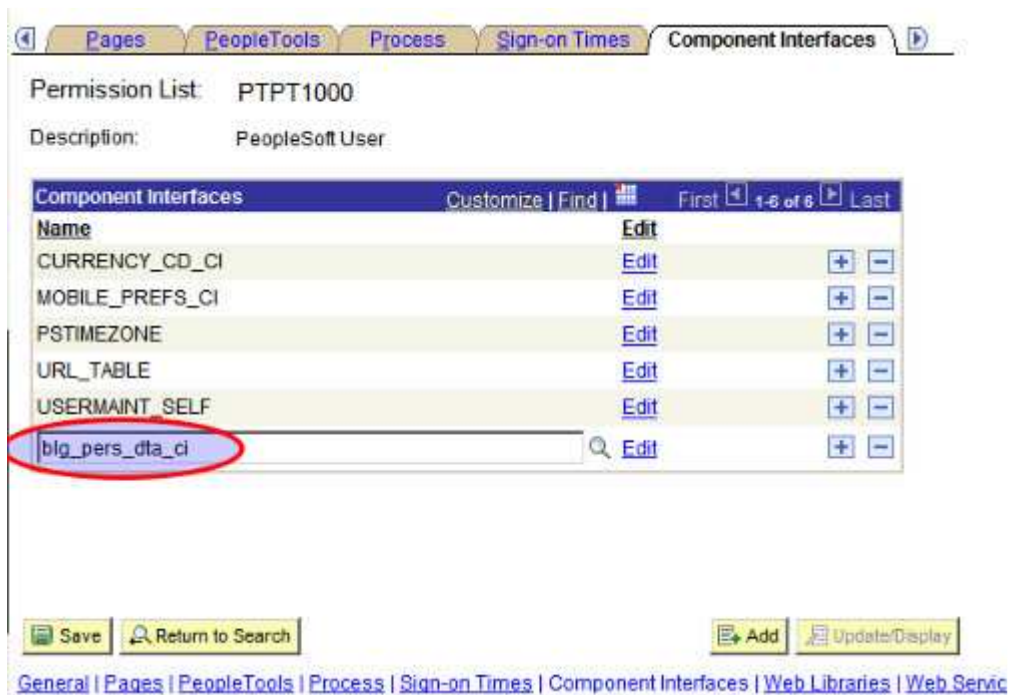 Pages PeopleTools Process Sign-on Times Component Interfaces
Permission List: PTPT1000
Description: PeopleSoft User
Component Interfaces Customize | Find | First 1-6 of 6 Last
Name Edit
CURRENCY_CD_CI Edit
MOBILE_PREFS_CI Edit
PSTIMEZONE Edit
URL_TABLE Edit
USERMAINT_SELF Edit
blg_pers_dta_ci Edit
Save Return to Search Add Update/Display
General | Pages | PeopleTools | Process | Sign-on Times | Component Interfaces | Web Libraries | Web Servic